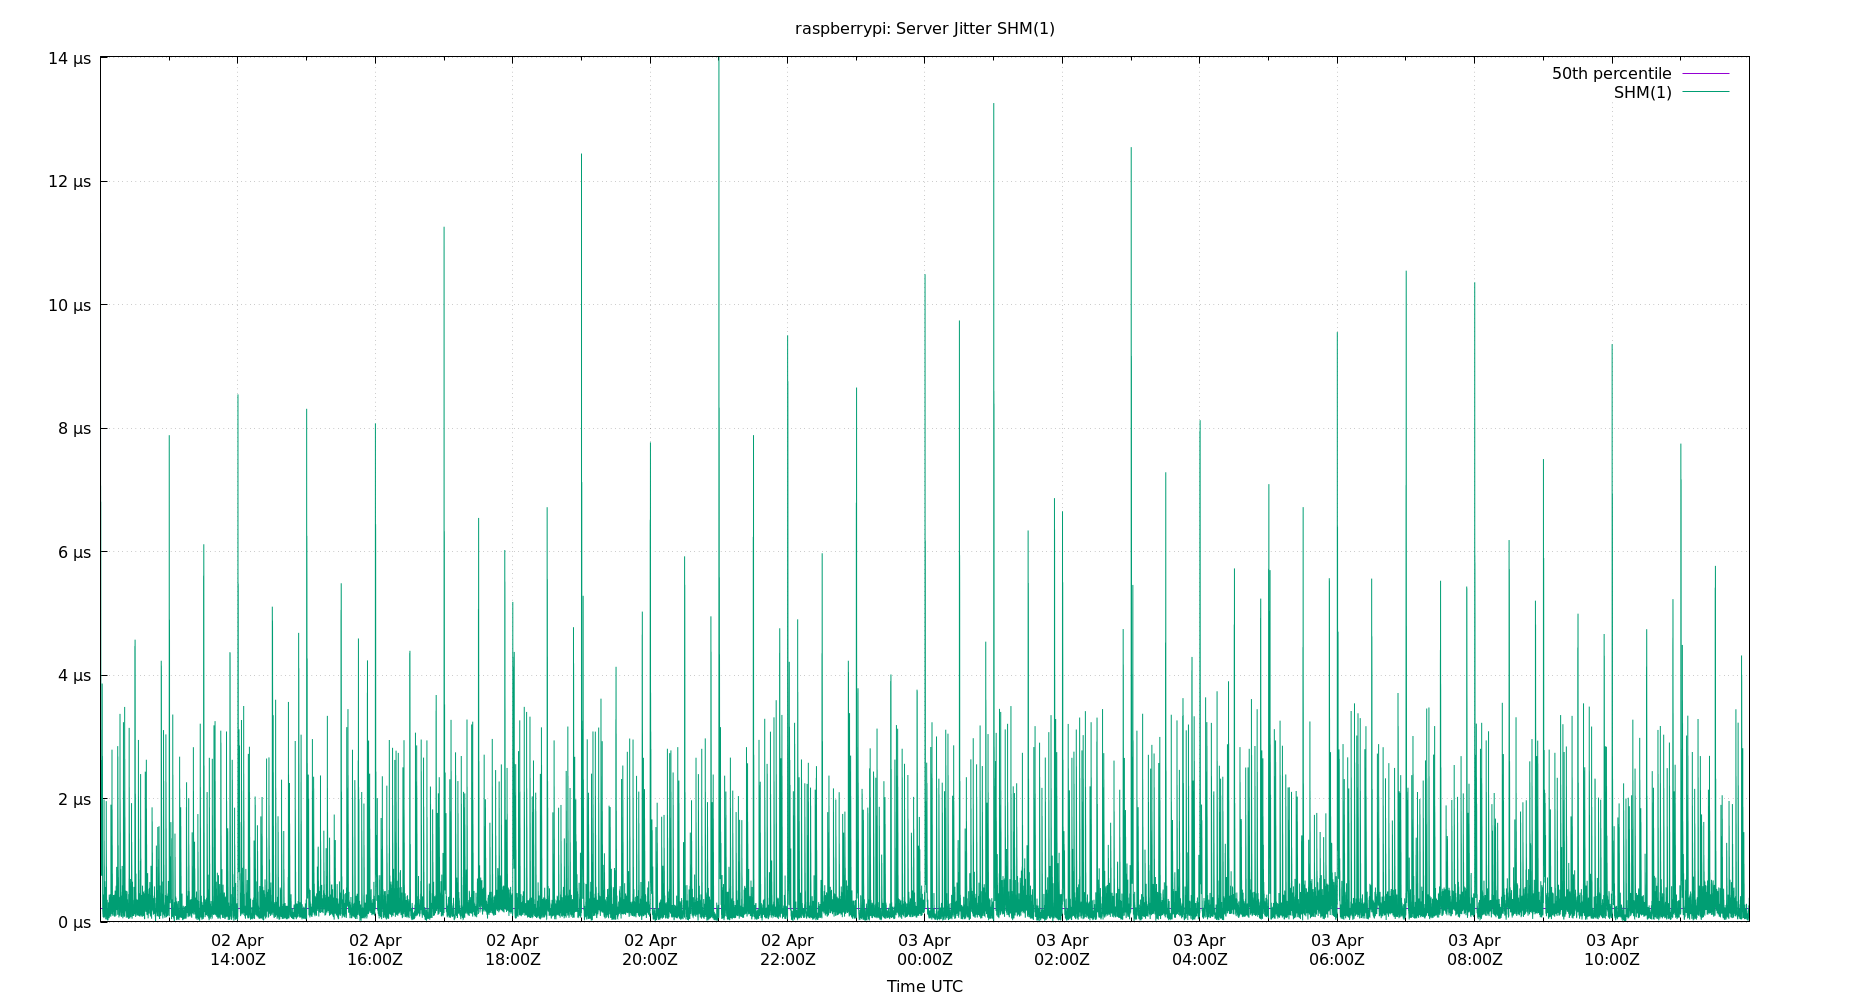 raspberrypi: Server Jitter SHM(1)
50th percentile
SHM(1)
14 µs
12 µs
10 µs
8 µs
6 µs
4 µs
2 µs
0 µs
02 Apr 02 Apr 02 Apr 02 Apr 02 Apr 03 Apr 03 Apr 03 Apr 03 Apr 03 Apr 03 Apr
14:00Z 16:00Z 18:00Z 20:00Z 22:00Z 00:00Z 02:00Z 04:00Z 06:00Z 08:00Z 10:00Z
Time UTC